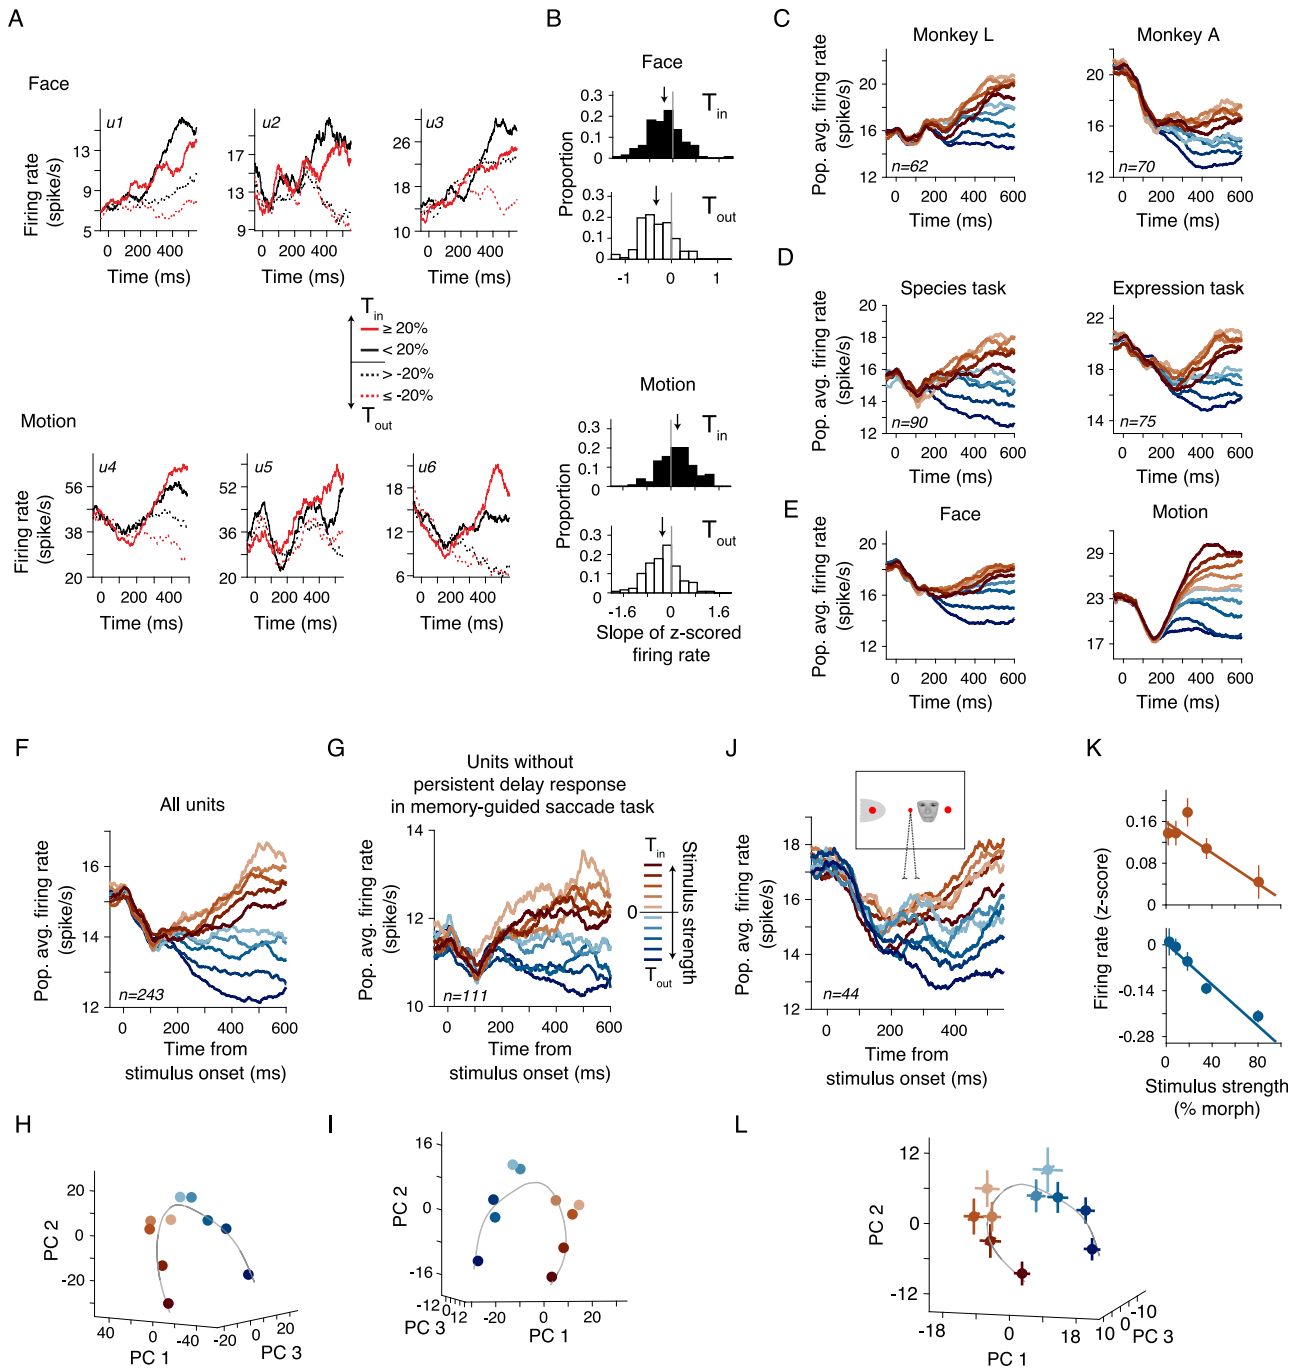 A
Face
u1
u2
u3
Firing rate
(spike/s)
13
9
5
17
13
9
26
18
10
0 200 400
0 200 400
0 200 400
Time (ms)
Time (ms)
Time (ms)
Tin
≥ 20%
< 20%
> -20%
≤ -20%
Tout
Motion
u4
u5
u6
Firing rate
(spike/s)
56
38
20
52
36
20
18
12
6
0 200 400
0 200 400
0 200 400
Time (ms)
Time (ms)
Time (ms)
B
Face
Tin
Proportion
0.3
0.2
0.1
0
Tout
0.3
0.2
0.1
0
-1 0 1
Motion
Tin
Proportion
0.3
0.2
0.1
0
Tout
0.3
0.2
0.1
0
-1.6 0 1.6
Slope of z-scored
firing rate
C
Monkey L
Monkey A
Pop. avg. firing rate
(spike/s)
20
16
12
n=62
20
16
12
n=70
0 200 400 600
0 200 400 600
Time (ms)
Time (ms)
D
Species task
Expression task
Pop. avg. firing rate
(spike/s)
20
18
16
14
12
n=90
22
18
14
n=75
0 200 400 600
0 200 400 600
Time (ms)
Time (ms)
E
Face
Motion
Pop. avg. firing rate
(spike/s)
20
18
16
14
12
29
23
17
0 200 400 600
0 200 400 600
Time (ms)
Time (ms)
F
All units
Pop. avg. firing rate
(spike/s)
16
14
12
n=243
0 200 400 600
Time from
stimulus onset (ms)
G
Units without
persistent delay response
in memory-guided saccade task
Pop. avg. firing rate
(spike/s)
14
12
10
n=111
0 200 400 600
Time from
stimulus onset (ms)
Tin
0
Tout
Stimulus strength
J
Pop. avg. firing rate
(spike/s)
18
16
14
12
n=44
0 200 400
Time from
stimulus onset (ms)
K
Firing rate (z-score)
0.16
0.08
0
0
-0.14
-0.28
0 40 80
Stimulus strength
(% morph)
H
PC 2
20
0
-20
40 0 -40
PC 1
-20 0 20
PC 3
I
PC 2
16
0
-16
-12 0 12
PC 3
-20 0 20
PC 1
L
PC 2
12
0
-12
-18 0 18
PC 1
10 0 -10
PC 3